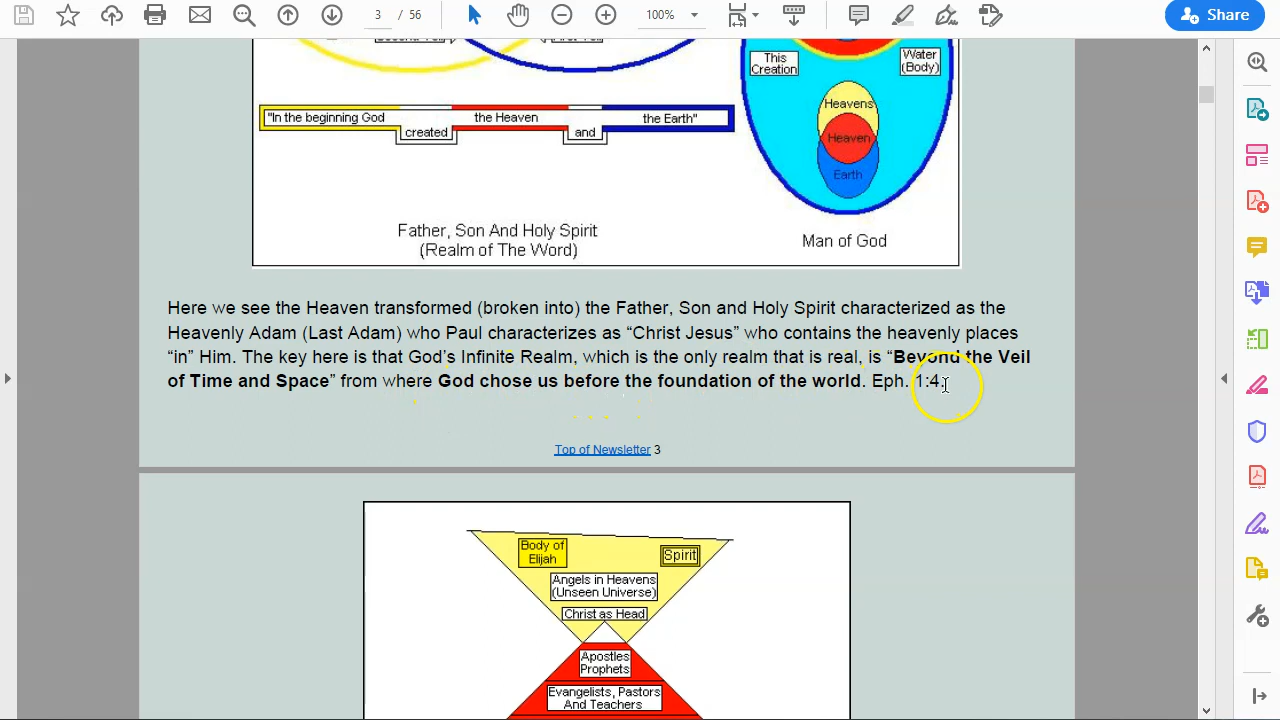 3 / 56
100%
Share
This
Creation
Water
(Body)
"In the beginning God
created
the Heaven
and
the Earth"
Heavens
Heaven
Earth
Father, Son And Holy Spirit
(Realm of The Word)
Man of God
Here we see the Heaven transformed (broken into) the Father, Son and Holy Spirit characterized as the
Heavenly Adam (Last Adam) who Paul characterizes as “Christ Jesus” who contains the heavenly places
“in” Him. The key here is that God’s Infinite Realm, which is the only realm that is real, is “Beyond the Veil
of Time and Space” from where God chose us before the foundation of the world. Eph. 1:4.
Top of Newsletter 3
Body of
Elijah
Spirit
Angels in Heavens
(Unseen Universe)
Christ as Head
Apostles
Prophets
Evangelists, Pastors
And Teachers